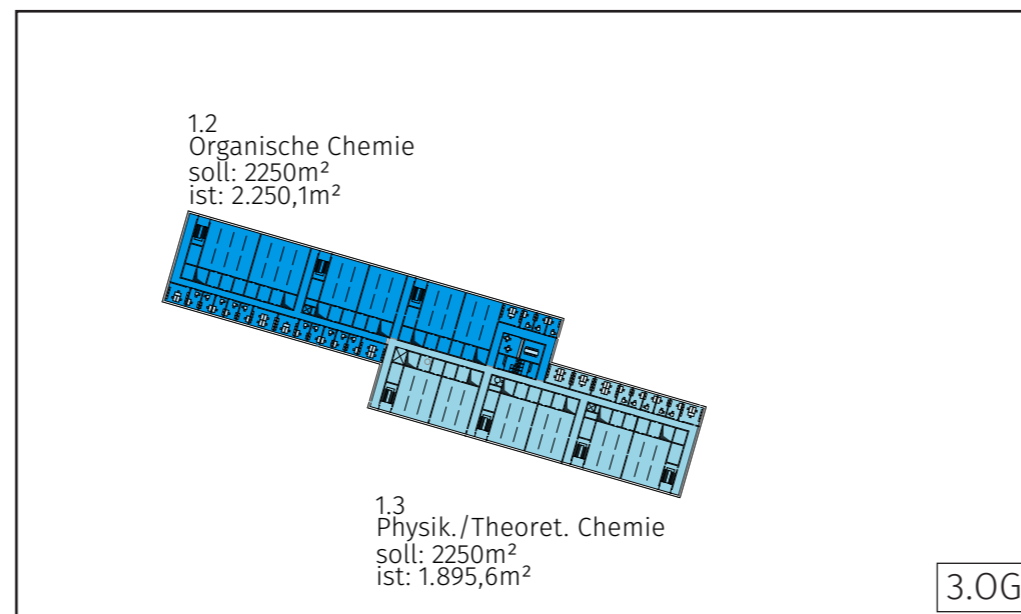 1.2
Organische Chemie
soll: 2250m²
ist: 2.250,1m²
1.3
Physik./Theoret. Chemie
soll: 2250m²
ist: 1.895,6m²
3.OG